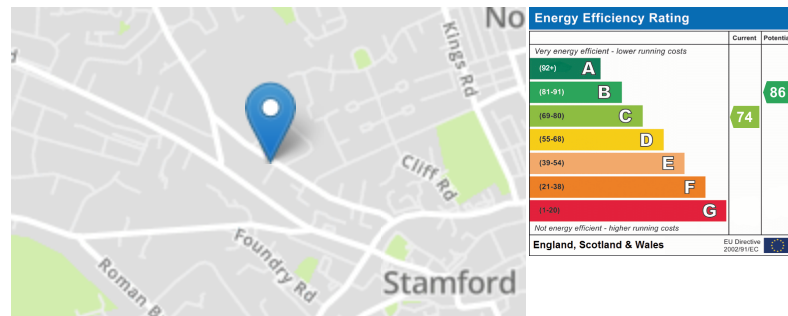 No
Kings Rd
Cliff Rd
Foundry Rd
Stamford
Roman B
Energy Efficiency Rating
Current Potentia
Very energy efficient - lower running costs
(92+) A
(81-91) B 86
(69-80) C 74
(55-68) D
(39-54) E
(21-38) F
(1-20) G
Not energy efficient - higher running costs
England, Scotland & Wales
EU Directive
2002/91/EC